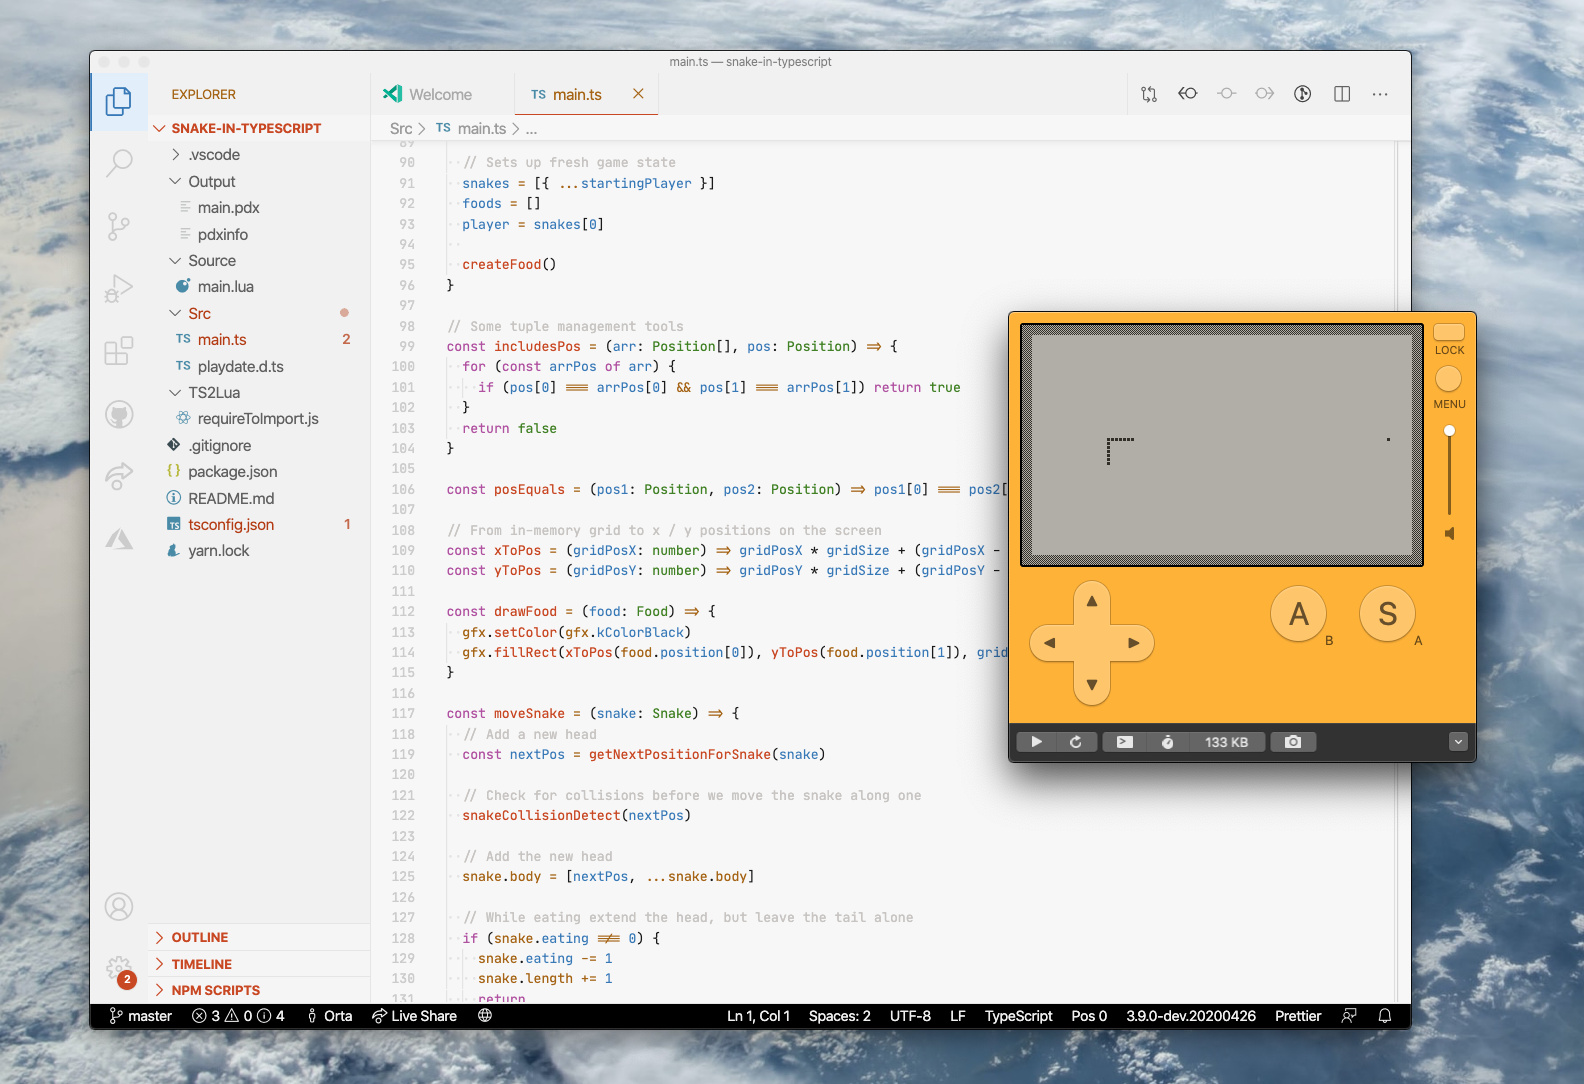 main.ts — snake-in-typescript
EXPLORER
Welcome
TS main.ts
SNAKE-IN-TYPESCRIPT
Src > TS main.ts > ...
.vscode
Output
main.pdx
pdxinfo
Source
main.lua
Src
TS main.ts 2
TS playdate.d.ts
TS2Lua
requireToImport.js
.gitignore
{} package.json
README.md
TS tsconfig.json 1
yarn.lock
OUTLINE
TIMELINE
NPM SCRIPTS
2
89
90 // Sets up fresh game state
91 snakes = [{ ...startingPlayer }]
92 foods = []
93 player = snakes[0]
94
95 createFood()
96 }
97
98 // Some tuple management tools
99 const includesPos = (arr: Position[], pos: Position) => {
100 for (const arrPos of arr) {
101 if (pos[0] === arrPos[0] && pos[1] === arrPos[1]) return true
102 }
103 return false
104 }
105
106 const posEquals = (pos1: Position, pos2: Position) => pos1[0] === pos2[
107
108 // From in-memory grid to x / y positions on the screen
109 const xToPos = (gridPosX: number) => gridPosX * gridSize + (gridPosX -
110 const yToPos = (gridPosY: number) => gridPosY * gridSize + (gridPosY -
111
112 const drawFood = (food: Food) => {
113 gfx.setColor(gfx.kColorBlack)
114 gfx.fillRect(xToPos(food.position[0]), yToPos(food.position[1]), grid
115 }
116
117 const moveSnake = (snake: Snake) => {
118 // Add a new head
119 const nextPos = getNextPositionForSnake(snake)
120
121 // Check for collisions before we move the snake along one
122 snakeCollisionDetect(nextPos)
123
124 // Add the new head
125 snake.body = [nextPos, ...snake.body]
126
127 // While eating extend the head, but leave the tail alone
128 if (snake.eating !== 0) {
129 snake.eating -= 1
130 snake.length += 1
131 return
LOCK
MENU
A
B
S
A
133 KB
master 3 0 4 Orta Live Share Ln 1, Col 1 Spaces: 2 UTF-8 LF TypeScript Pos 0 3.9.0-dev.20200426 Prettier